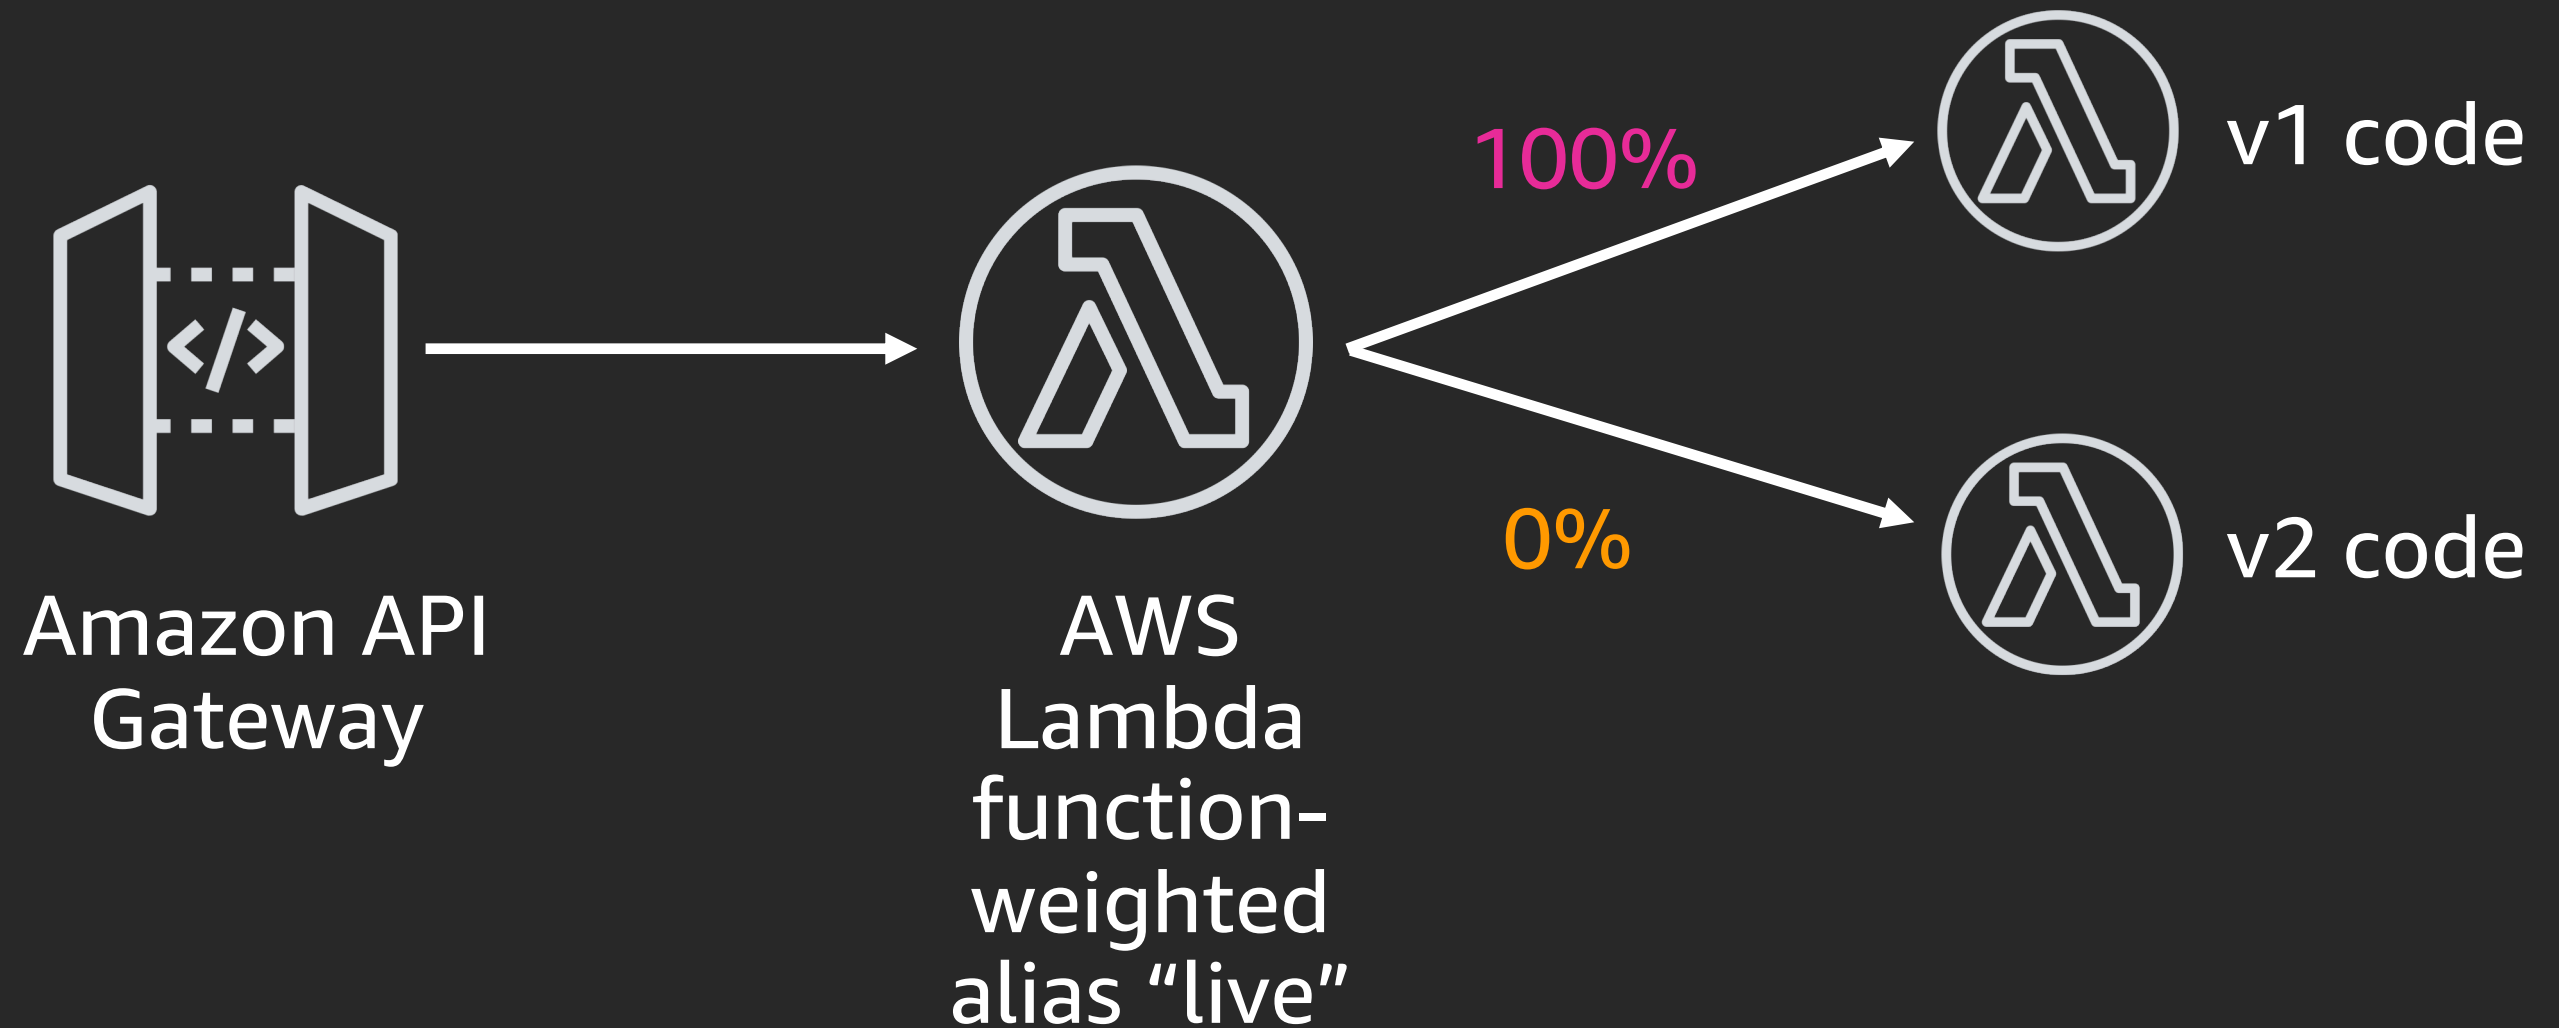 100%
v1 code
</>
0%
v2 code
Amazon API
Gateway
AWS
Lambda
function-
weighted
alias “live”